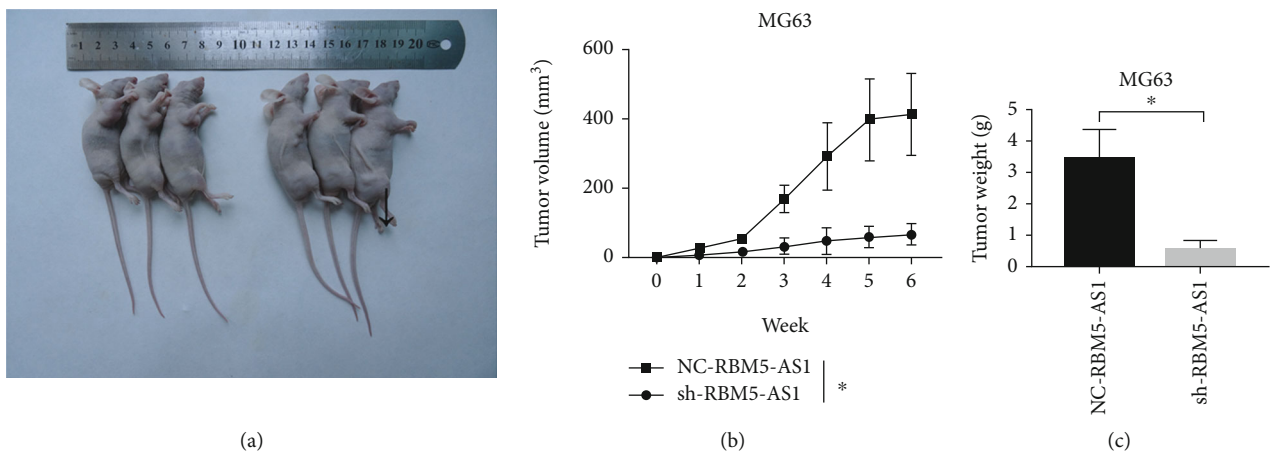 1 2 3 4 5 6 7 8 9 10 11 12 13 14 15 16 17 18 19 20
(a)
MG63
Tumor volume (mm³)
600
400
200
0
0 1 2 3 4 5 6
Week
NC-RBM5-AS1
sh-RBM5-AS1
*
(b)
MG63
*
Tumor weight (g)
5
4
3
2
1
0
NC-RBM5-AS1
sh-RBM5-AS1
(c)